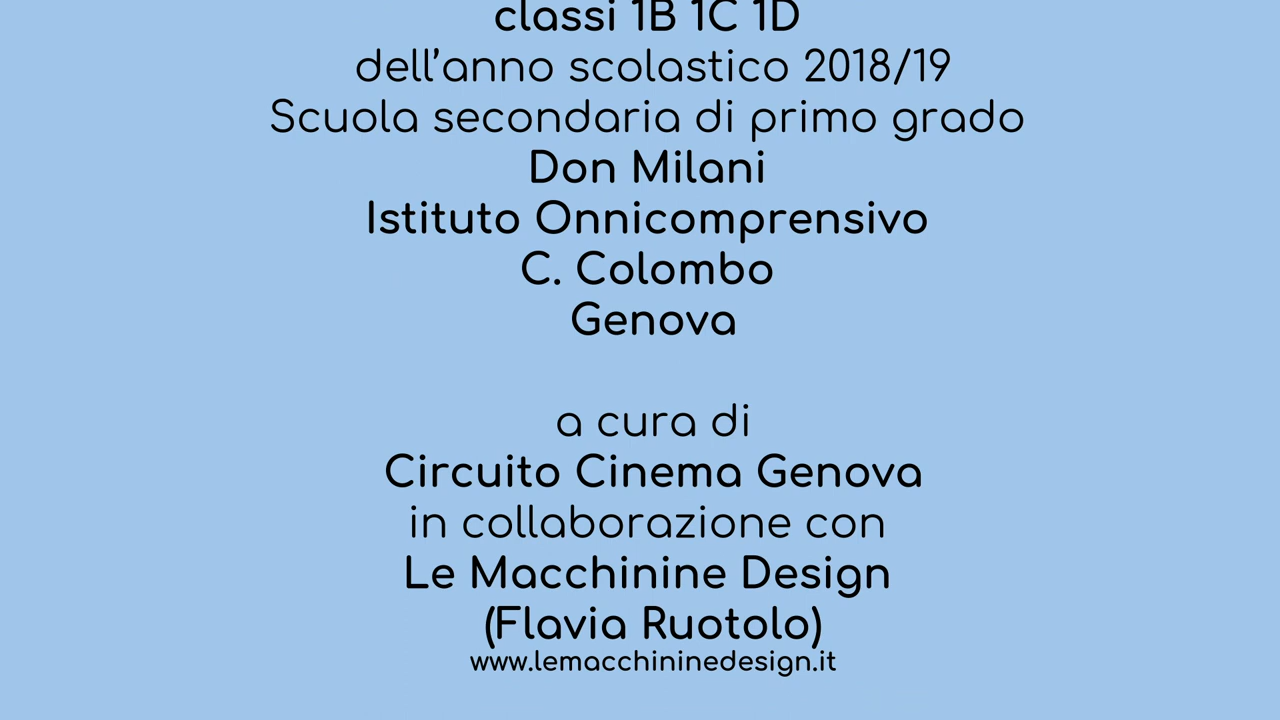 classi 1B 1C 1D
dell’anno scolastico 2018/19
Scuola secondaria di primo grado
Don Milani
Istituto Onnicomprensivo
C. Colombo
Genova
a cura di
Circuito Cinema Genova
in collaborazione con
Le Macchinine Design
(Flavia Ruotolo)
www.lemacchininedesign.it